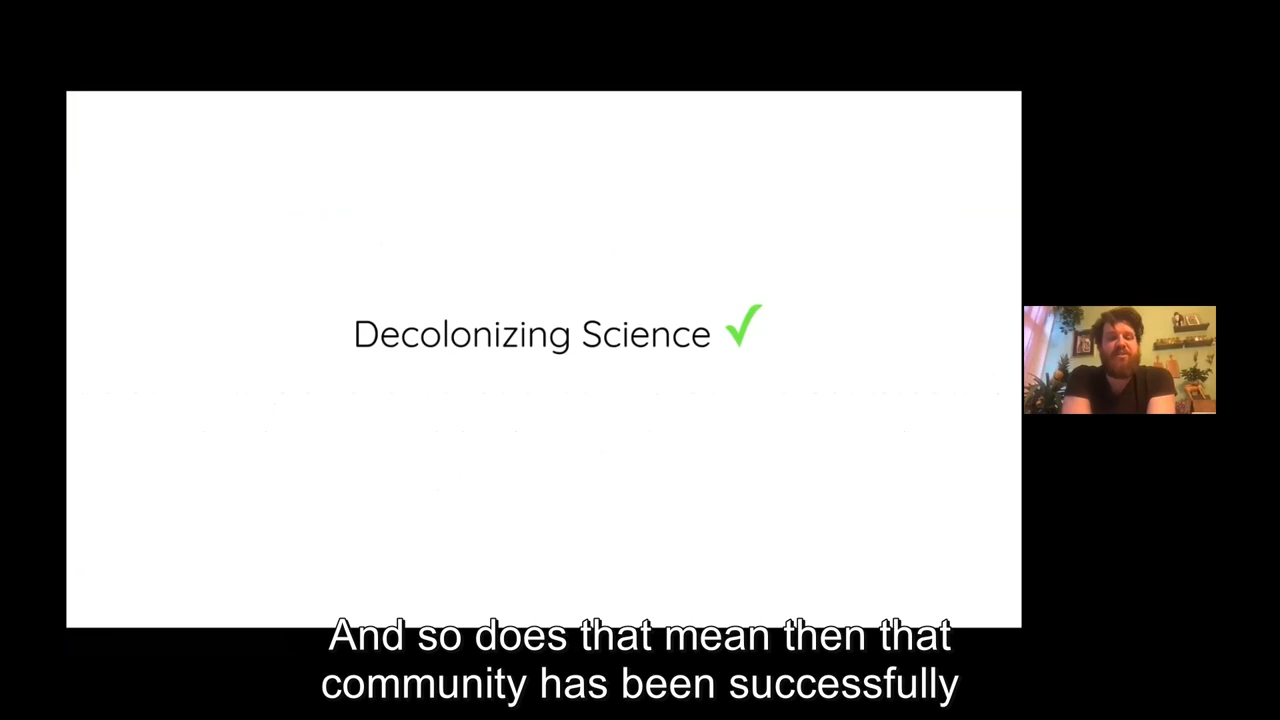 Decolonizing Science ✓
And so does that mean then that
community has been successfully